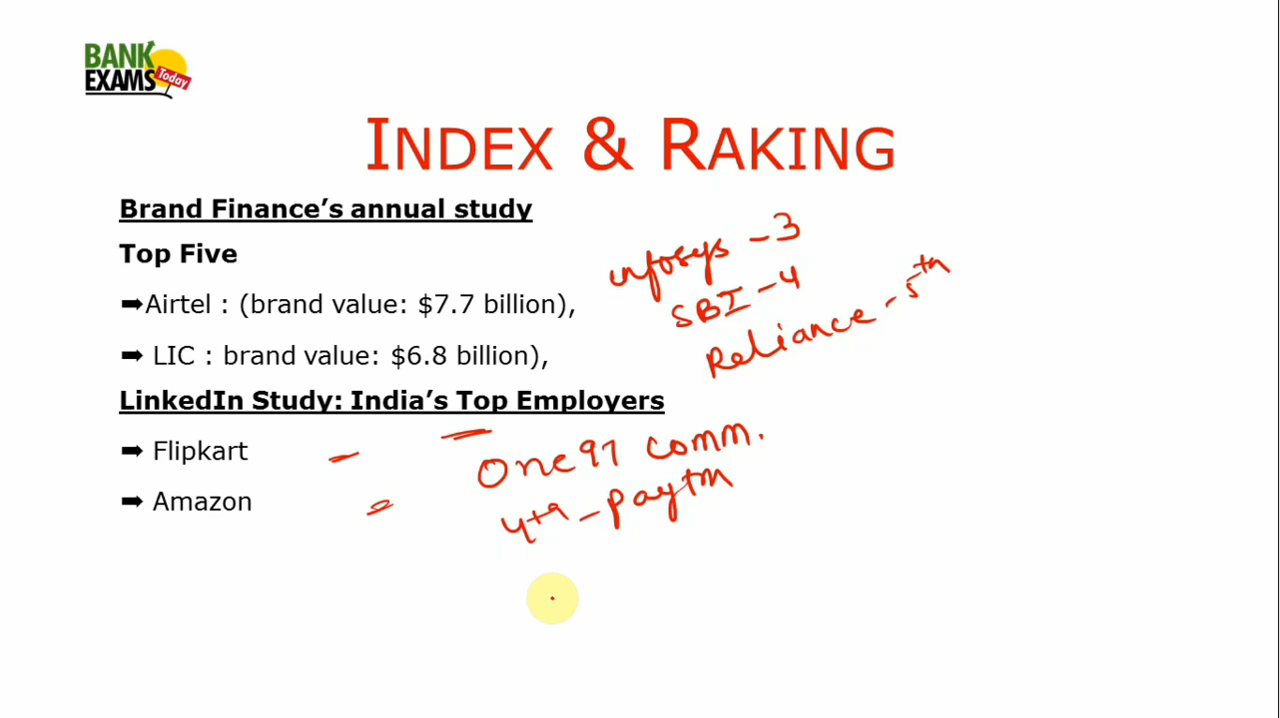 BANK
EXAMS Today
INDEX & RAKING
Brand Finance’s annual study
Top Five
➡Airtel : (brand value: $7.7 billion),
➡ LIC : brand value: $6.8 billion),
infosys - 3
SBI - 4
Reliance - 5th
LinkedIn Study: India’s Top Employers
➡ Flipkart
➡ Amazon
One97 comm.
4th - Paytm